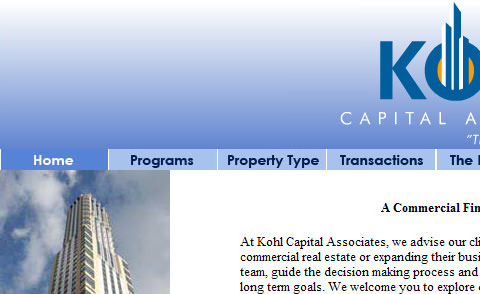 KO
CAPITAL A
"T
Home Programs Property Type Transactions The
A Commercial Fin
At Kohl Capital Associates, we advise our cli
commercial real estate or expanding their busi
team, guide the decision making process and
long term goals. We welcome you to explore